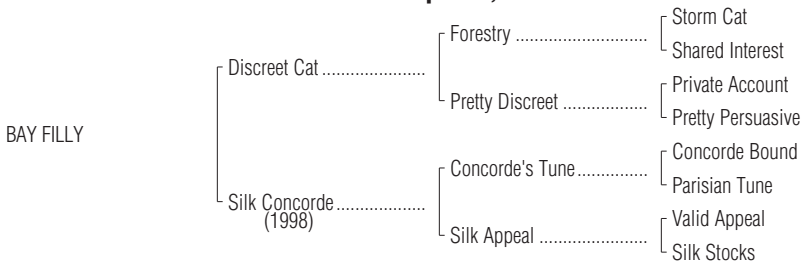 Storm Cat
Forestry ............................
Shared Interest
Discreet Cat ......................
Private Account
Pretty Discreet ..................
Pretty Persuasive
BAY FILLY
Concorde Bound
Concorde's Tune...............
Parisian Tune
Silk Concorde...................
(1998)
Valid Appeal
Silk Appeal .......................
Silk Stocks